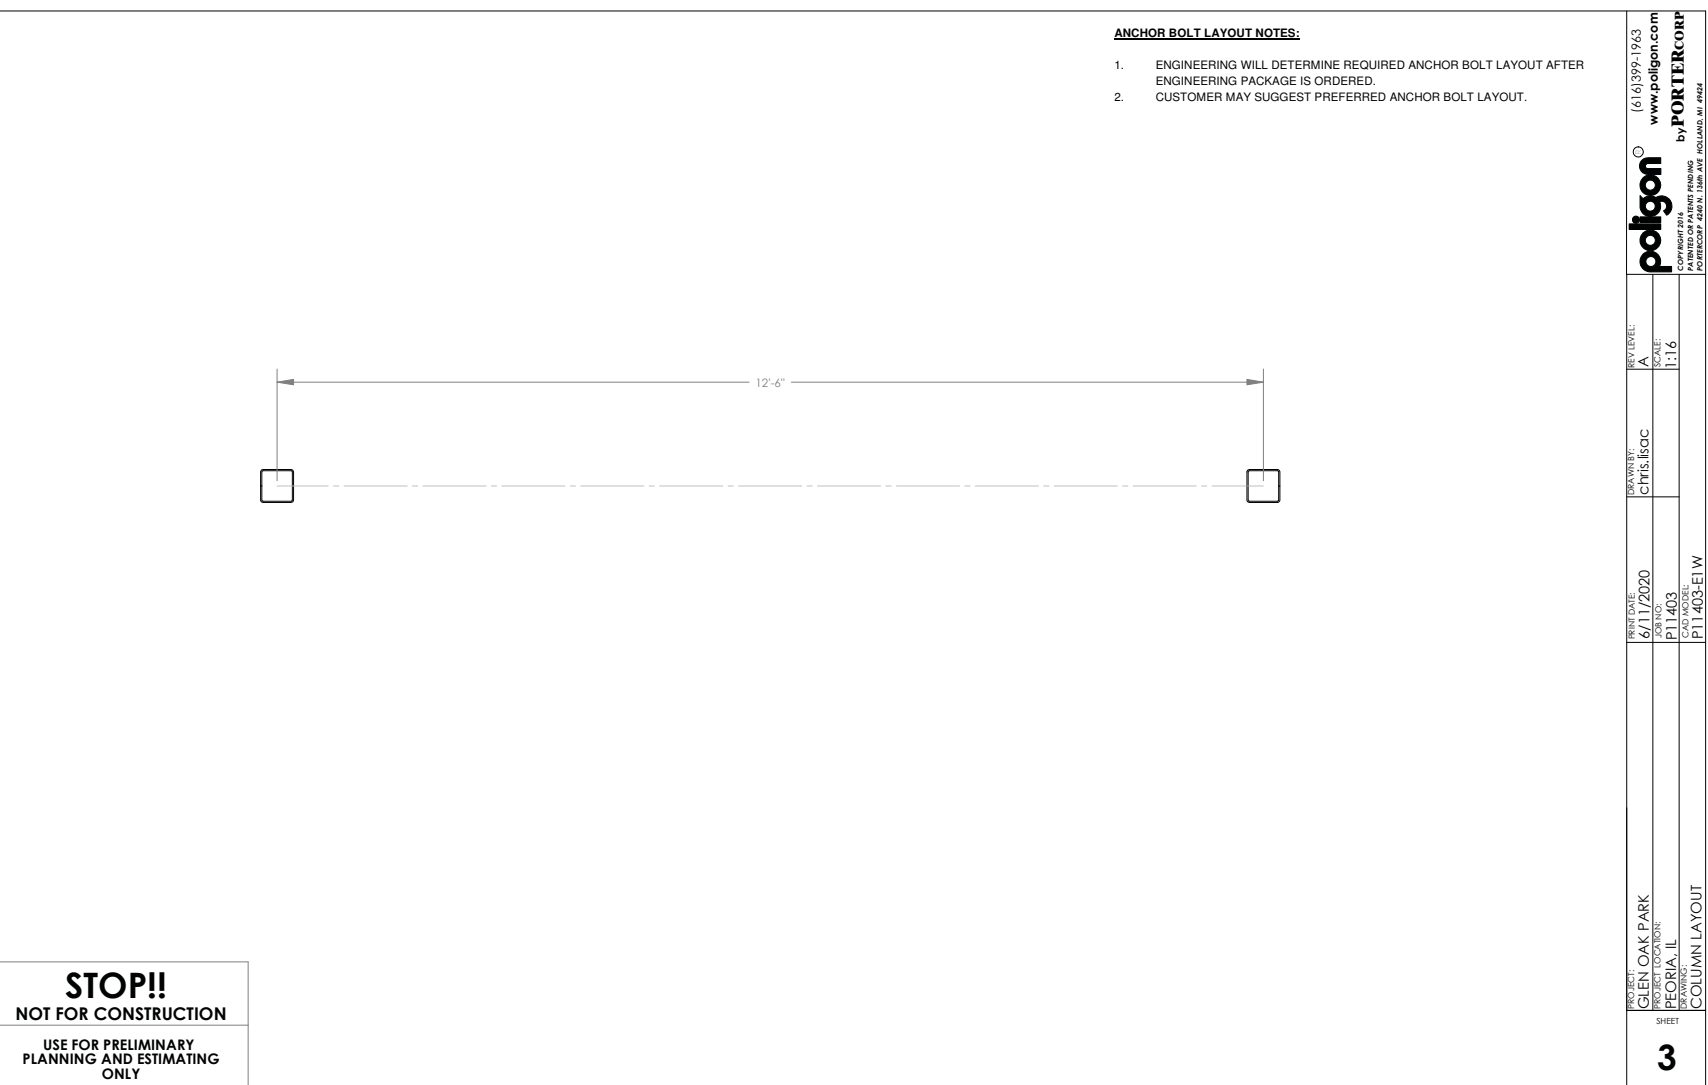 ANCHOR BOLT LAYOUT NOTES:
1. ENGINEERING WILL DETERMINE REQUIRED ANCHOR BOLT LAYOUT AFTER
ENGINEERING PACKAGE IS ORDERED.
2. CUSTOMER MAY SUGGEST PREFERRED ANCHOR BOLT LAYOUT.
12'-6"
STOP!!
NOT FOR CONSTRUCTION
USE FOR PRELIMINARY
PLANNING AND ESTIMATING
ONLY
(616)399-1963
www.poligon.com
poligon®
by PORTERCORP
COPYRIGHT 2016
PATENTED OR PATENTS PENDING
PORTERCORP 4240 N. 136th AVE HOLLAND, MI 49424
REV LEVEL:
A
SCALE:
1:16
DRAWN BY:
chris.lisac
PRINT DATE:
6/11/2020
JOB NO:
P11403
CAD MODEL:
P11403-E1W
PROJECT:
GLEN OAK PARK
PROJECT LOCATION:
PEORIA, IL
DRAWING:
COLUMN LAYOUT
SHEET
3